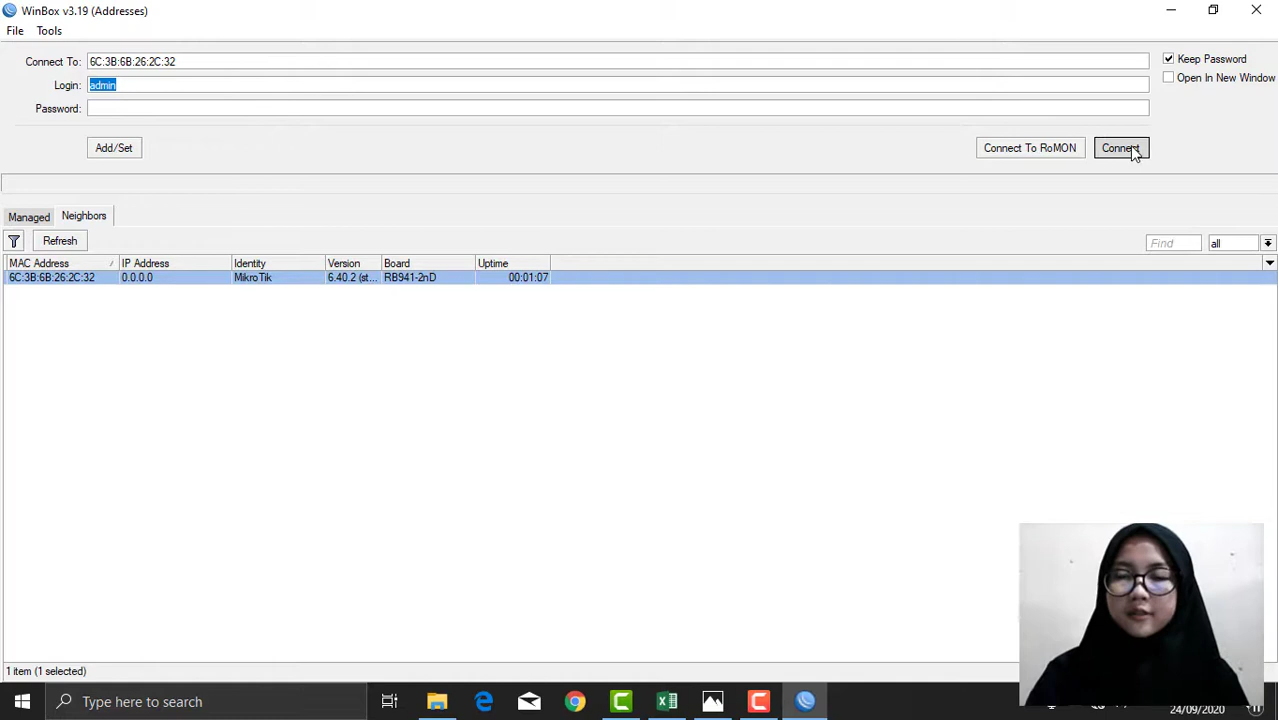 WinBox v3.19 (Addresses)
File Tools
Connect To: 6C:3B:6B:26:2C:32
Keep Password
Login: admin
Open In New Window
Password:
Add/Set Connect To RoMON Connect
Managed Neighbors
Refresh Find all
MAC Address IP Address Identity Version Board Uptime
6C:3B:6B:26:2C:32 0.0.0.0 MikroTik 6.40.2 (st... RB941-2nD 00:01:07
1 item (1 selected)
Type here to search
24/09/2020